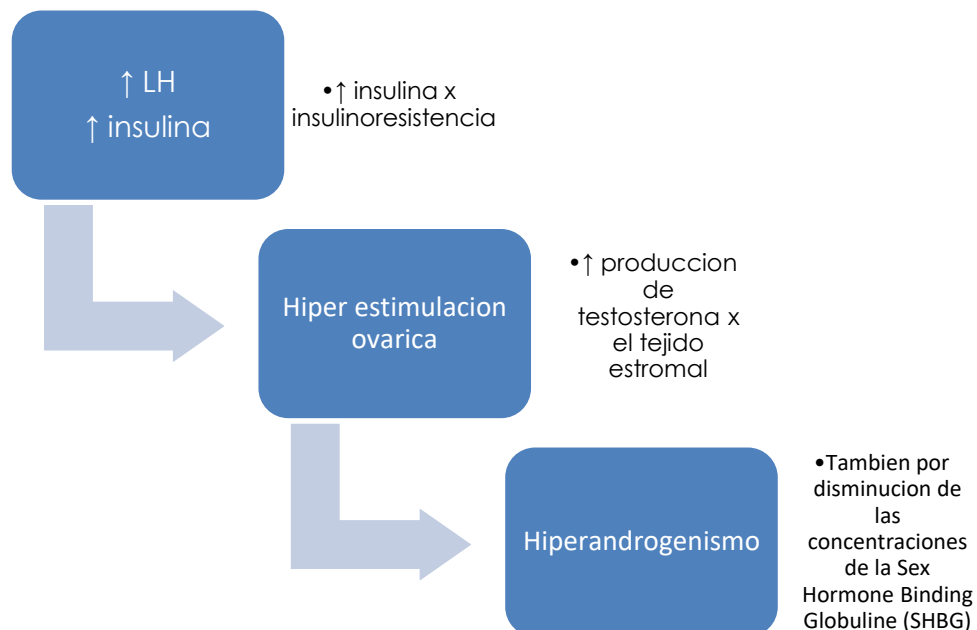 ↑ LH
↑ insulina
•↑ insulina x
insulinoresistencia
Hiper estimulacion
ovarica
•↑ produccion
de
testosterona x
el tejido
estromal
Hiperandrogenismo
•Tambien por
disminucion de
las
concentraciones
de la Sex
Hormone Binding
Globuline (SHBG)